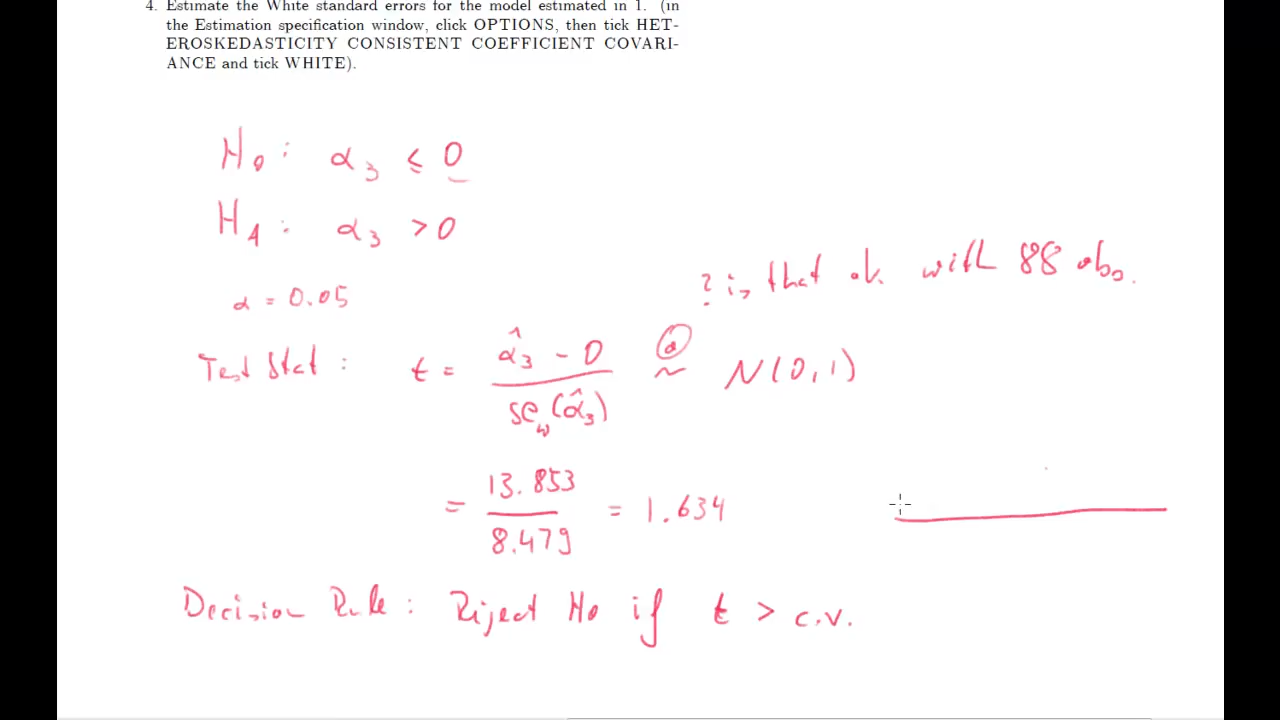 4. Estimate the White standard errors for the model estimated in 1. (in
the Estimation specification window, click OPTIONS, then tick HET-
EROSKEDASTICITY CONSISTENT COEFFICIENT COVARI-
ANCE and tick WHITE).
H0 : α3 ≤ 0
HA : α3 > 0
α = 0.05
? is that ok with 88 obs.
Test Stat : t = (α̂3 - 0) / se_w(α̂3) ~ᵃ N(0,1)
= 13.853 / 8.479 = 1.634
Decision Rule : Reject H0 if t > c.v.